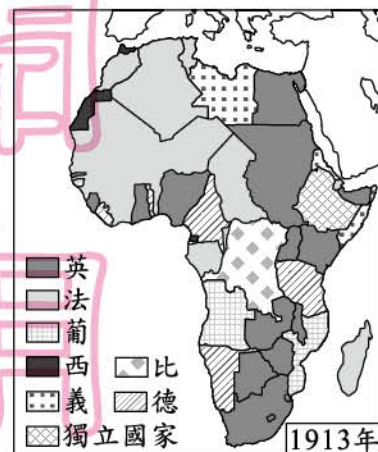 英
法
葡
西 比
義 德
獨立國家
1913年